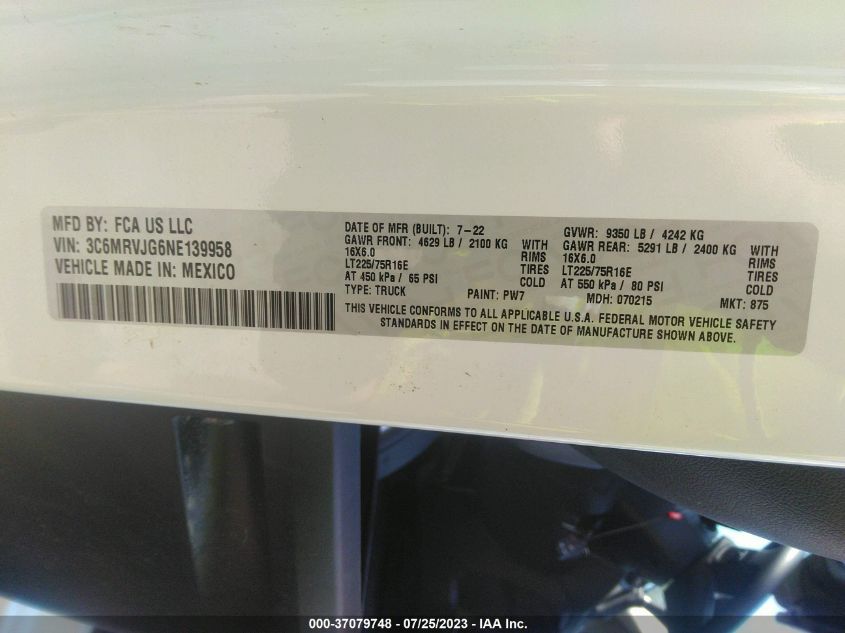 MFD BY: FCA US LLC
VIN: 3C6MRVJG6NE139958
VEHICLE MADE IN: MEXICO
DATE OF MFR (BUILT): 7-22
GAWR FRONT: 4629 LB / 2100 KG WITH
16X6.0 RIMS
LT225/75R16E TIRES
AT 450 kPa / 65 PSI COLD
TYPE: TRUCK PAINT: PW7
GVWR: 9350 LB / 4242 KG
GAWR REAR: 5291 LB / 2400 KG WITH
16X6.0 RIMS
LT225/75R16E TIRES
AT 550 kPa / 80 PSI COLD
MDH: 070215 MKT: 875
THIS VEHICLE CONFORMS TO ALL APPLICABLE U.S.A. FEDERAL MOTOR VEHICLE SAFETY
STANDARDS IN EFFECT ON THE DATE OF MANUFACTURE SHOWN ABOVE.
000-37079748 - 07/25/2023 - IAA Inc.